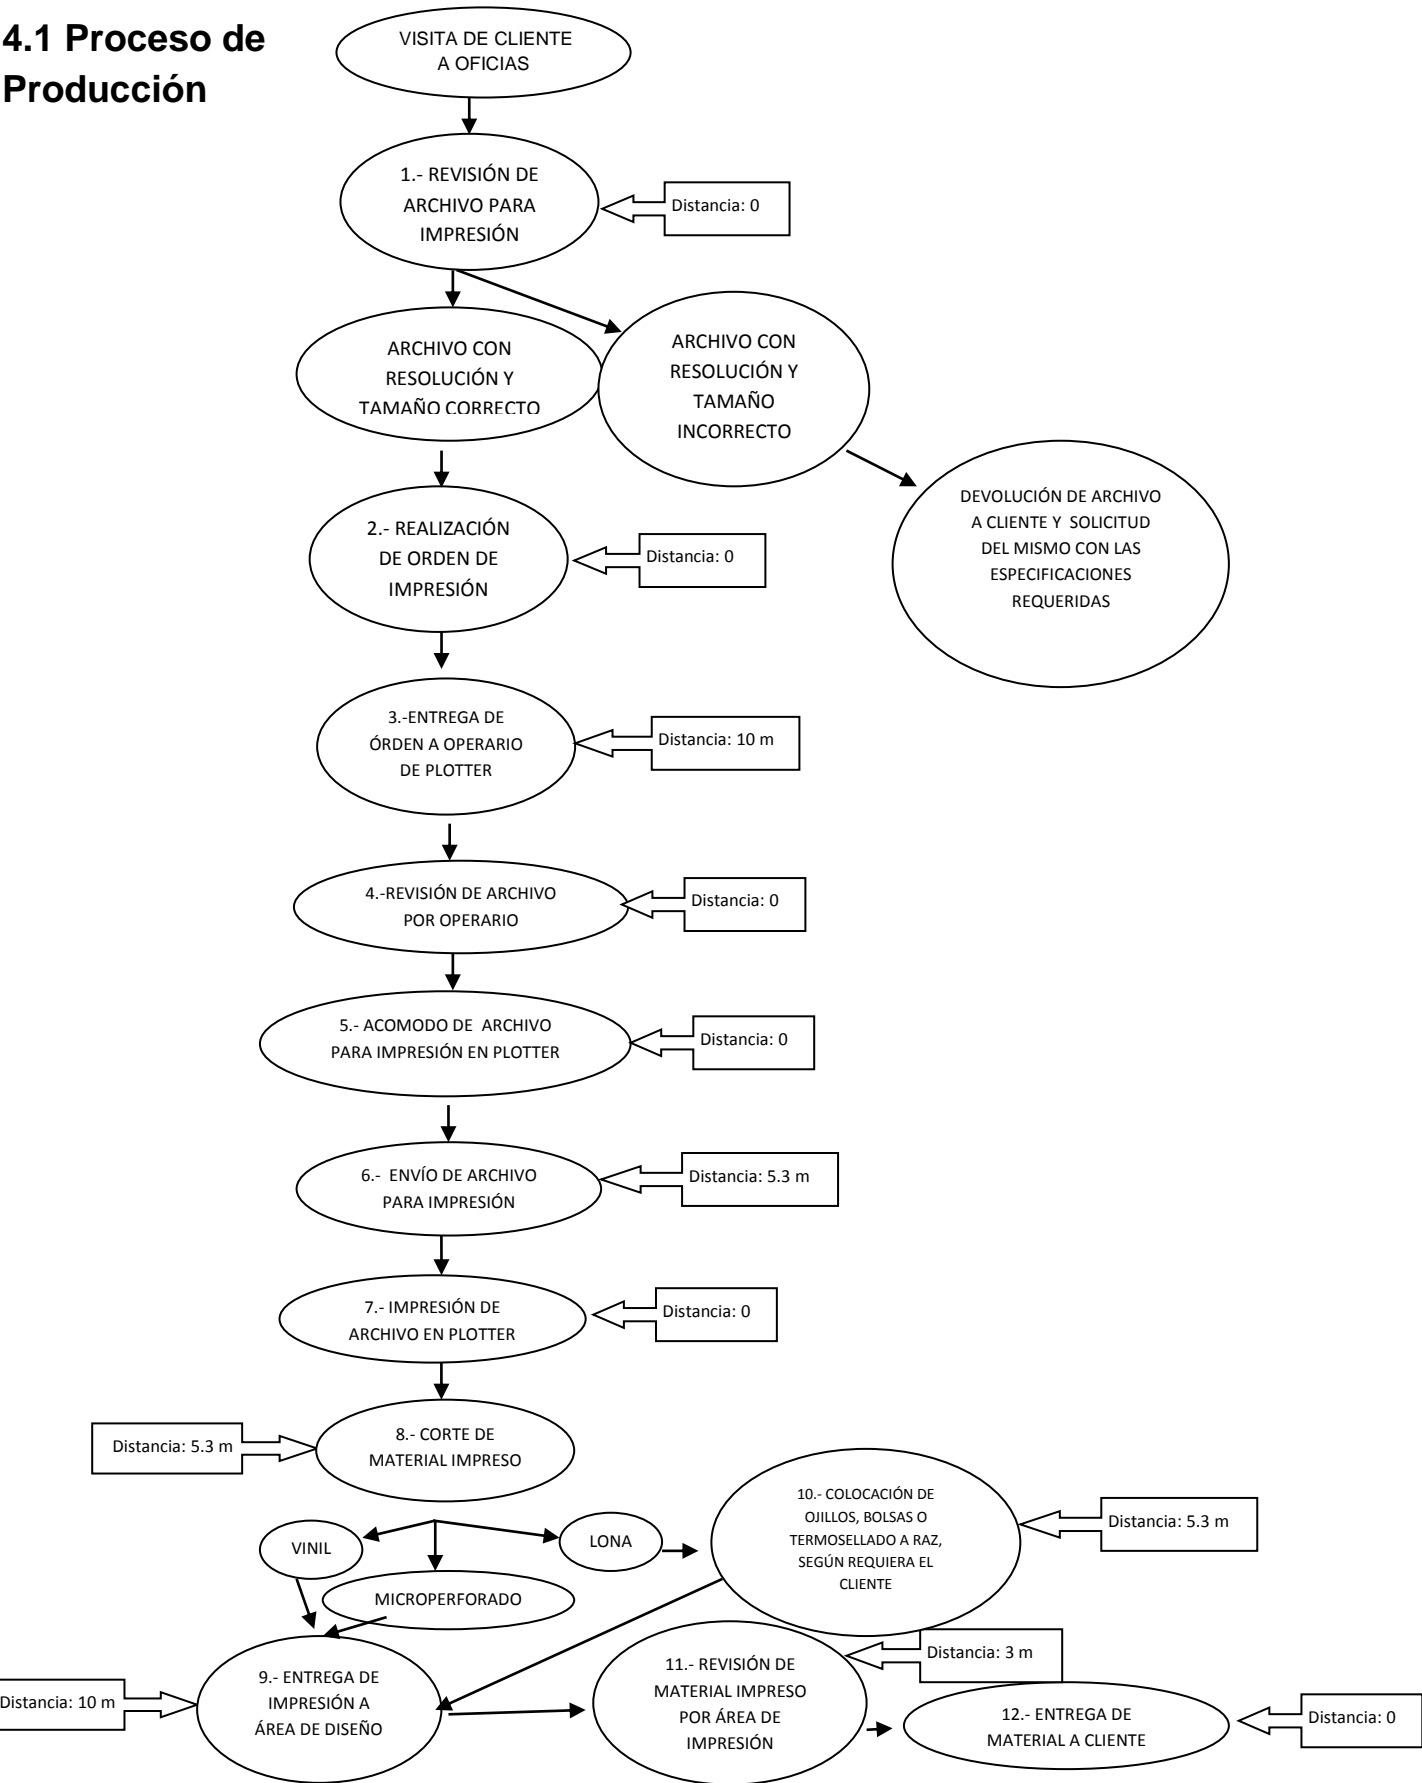 4.1 Proceso de
Producción
VISITA DE CLIENTE
A OFICIAS
1.- REVISIÓN DE
ARCHIVO PARA
IMPRESIÓN
Distancia: 0
ARCHIVO CON
RESOLUCIÓN Y
TAMAÑO CORRECTO
ARCHIVO CON
RESOLUCIÓN Y
TAMAÑO
INCORRECTO
DEVOLUCIÓN DE ARCHIVO
A CLIENTE Y SOLICITUD
DEL MISMO CON LAS
ESPECIFICACIONES
REQUERIDAS
2.- REALIZACIÓN
DE ORDEN DE
IMPRESIÓN
Distancia: 0
3.-ENTREGA DE
ÓRDEN A OPERARIO
DE PLOTTER
Distancia: 10 m
4.-REVISIÓN DE ARCHIVO
POR OPERARIO
Distancia: 0
5.- ACOMODO DE ARCHIVO
PARA IMPRESIÓN EN PLOTTER
Distancia: 0
6.- ENVÍO DE ARCHIVO
PARA IMPRESIÓN
Distancia: 5.3 m
7.- IMPRESIÓN DE
ARCHIVO EN PLOTTER
Distancia: 0
8.- CORTE DE
MATERIAL IMPRESO
Distancia: 5.3 m
VINIL
MICROPERFORADO
LONA
10.- COLOCACIÓN DE
OJILLOS, BOLSAS O
TERMOSELLADO A RAZ,
SEGÚN REQUIERA EL
CLIENTE
Distancia: 5.3 m
9.- ENTREGA DE
IMPRESIÓN A
ÁREA DE DISEÑO
Distancia: 10 m
11.- REVISIÓN DE
MATERIAL IMPRESO
POR ÁREA DE
IMPRESIÓN
Distancia: 3 m
12.- ENTREGA DE
MATERIAL A CLIENTE
Distancia: 0